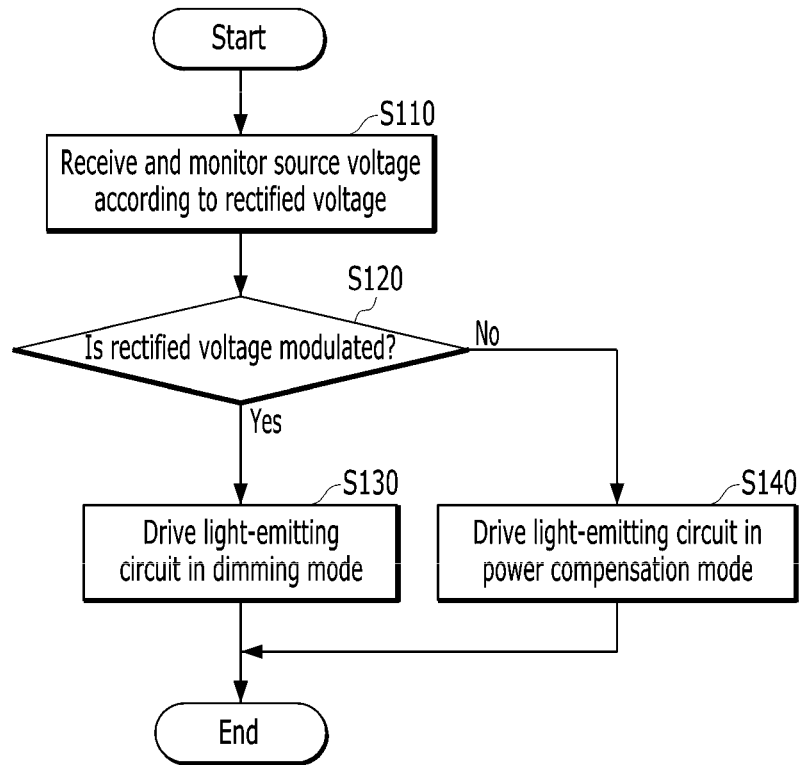 Start
S110
Receive and monitor source voltage
according to rectified voltage
S120
Is rectified voltage modulated?
No
Yes
S130
Drive light-emitting
circuit in dimming mode
S140
Drive light-emitting circuit in
power compensation mode
End